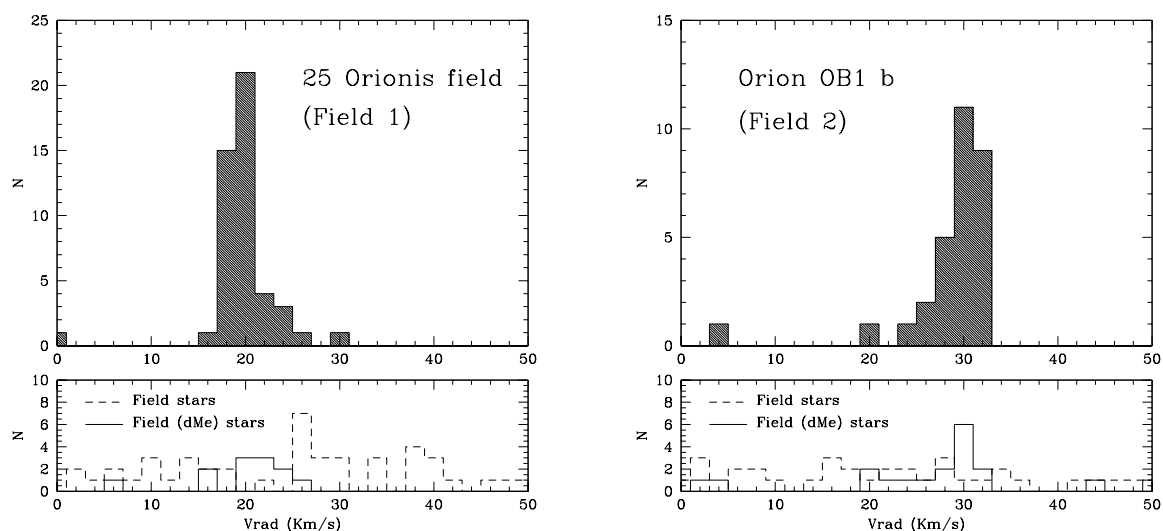 25
20
15
10
5
0
N
25 Orionis field
(Field 1)
0 10 20 30 40 50
10
8
6
4
2
0
N
Field stars
Field (dMe) stars
0 10 20 30 40 50
Vrad (Km/s)
15
10
5
0
N
Orion OB1 b
(Field 2)
0 10 20 30 40 50
10
8
6
4
2
0
N
Field stars
Field (dMe) stars
0 10 20 30 40 50
Vrad (Km/s)